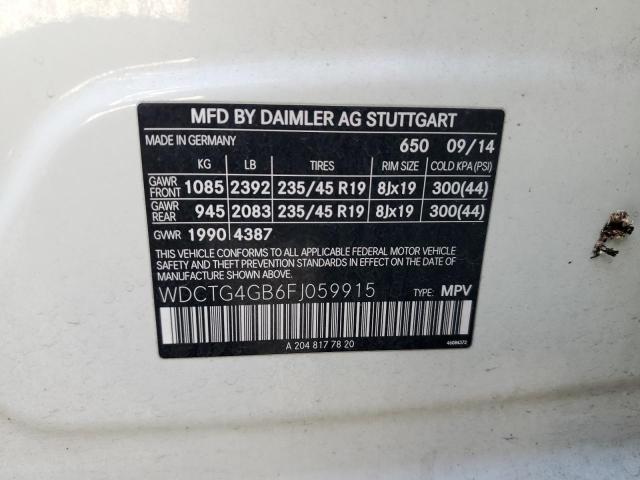 MFD BY DAIMLER AG STUTTGART
MADE IN GERMANY 650 09/14
KG LB TIRES RIM SIZE COLD KPA (PSI)
GAWR FRONT 1085 2392 235/45 R19 8Jx19 300(44)
GAWR REAR 945 2083 235/45 R19 8Jx19 300(44)
GVWR 1990 4387
THIS VEHICLE CONFORMS TO ALL APPLICABLE FEDERAL MOTOR VEHICLE
SAFETY, BUMPER, AND THEFT PREVENTION STANDARDS IN EFFECT ON THE
DATE OF MANUFACTURE SHOWN ABOVE.
WDCTG4GB6FJ059915 TYPE: MPV
A 204 817 78 20